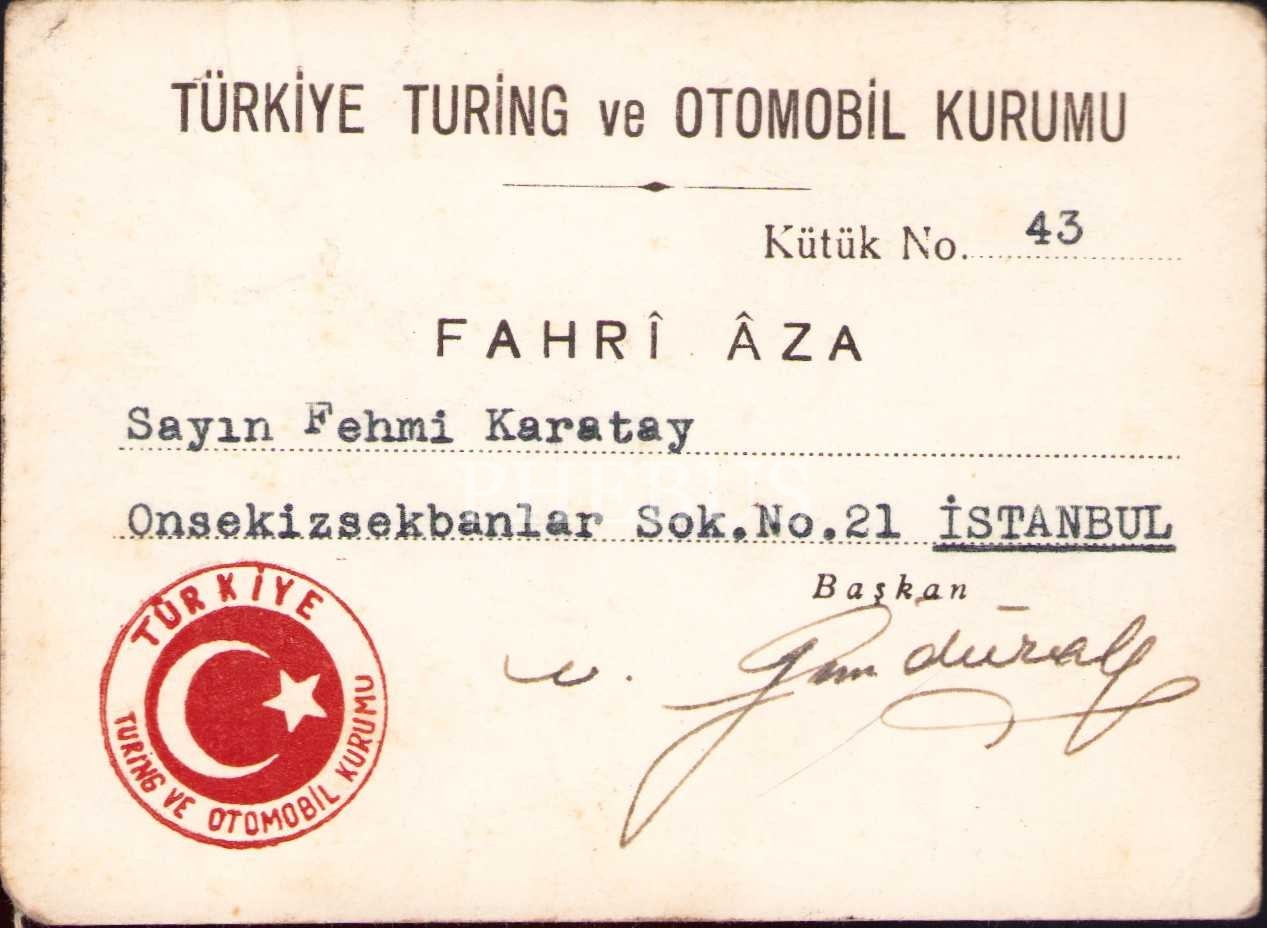 TÜRKİYE TURİNG ve OTOMOBİL KURUMU
Kütük No. 43
FAHRÎ ÂZA
Sayın Fehmi Karatay
PHEBUS
Onsekizsekbanlar Sok.No.21 İSTANBUL
Başkan
TÜRKİYE
TURİNG VE OTOMOBİL KURUMU